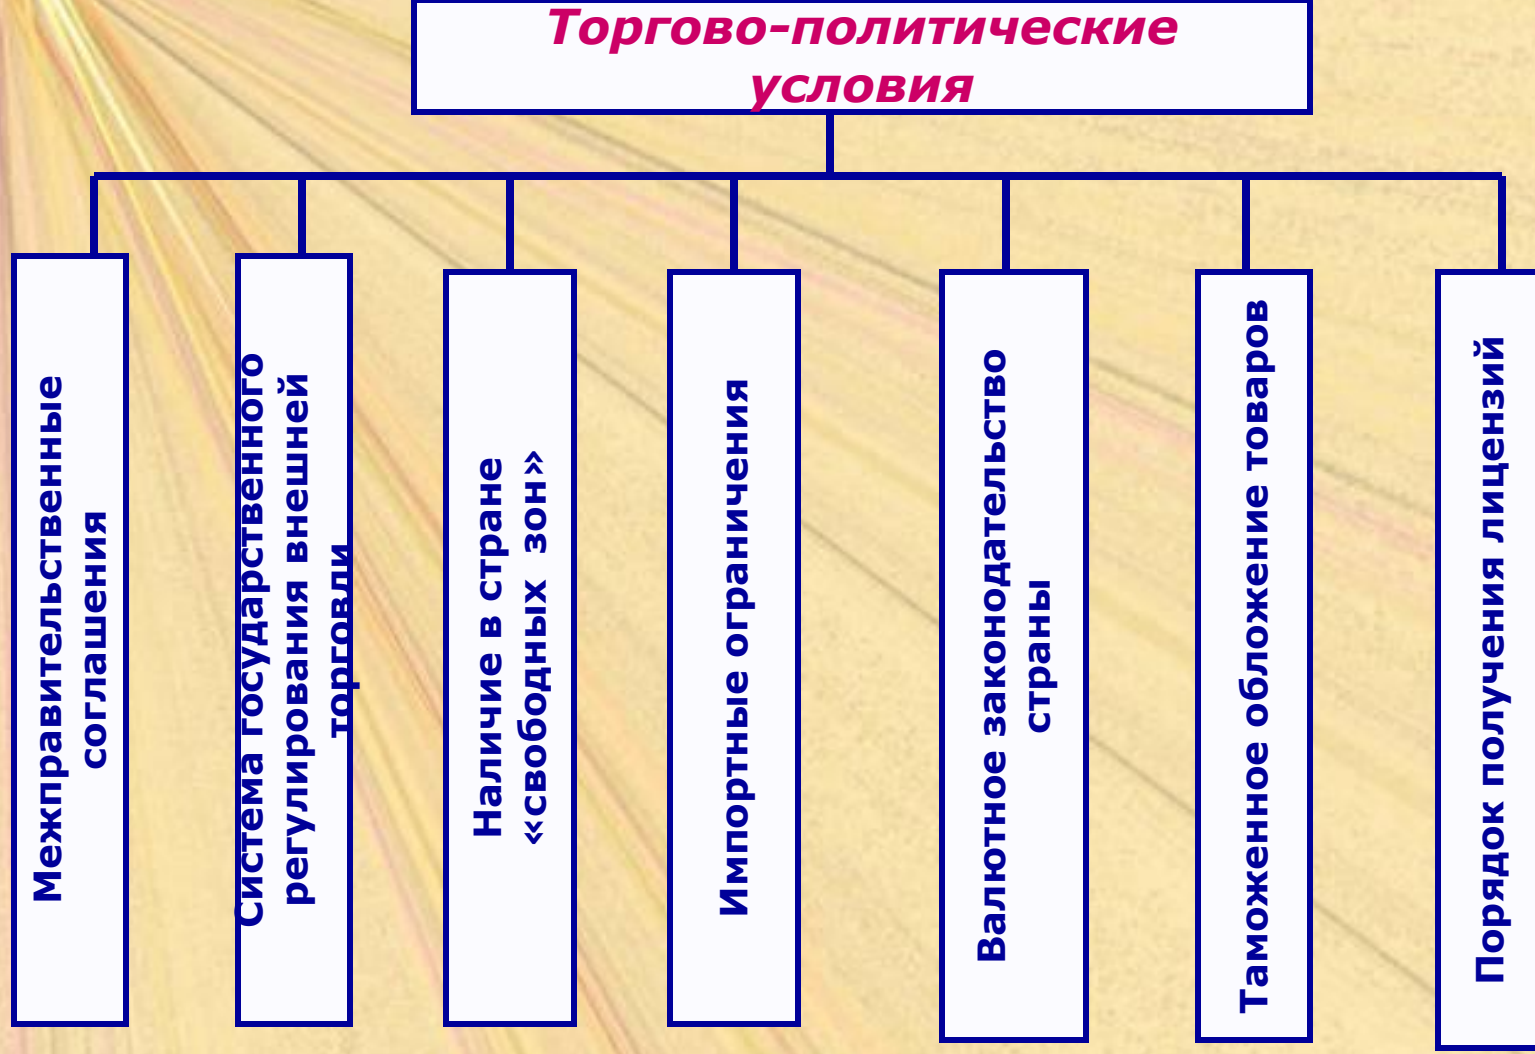 Торгово-политические
условия
Межправительственные
соглашения
Система государственного
регулирования внешней
торговли
Наличие в стране
«свободных  зон»
Импортные ограничения
Валютное законодательство
страны
Таможенное обложение товаров
Порядок получения лицензий